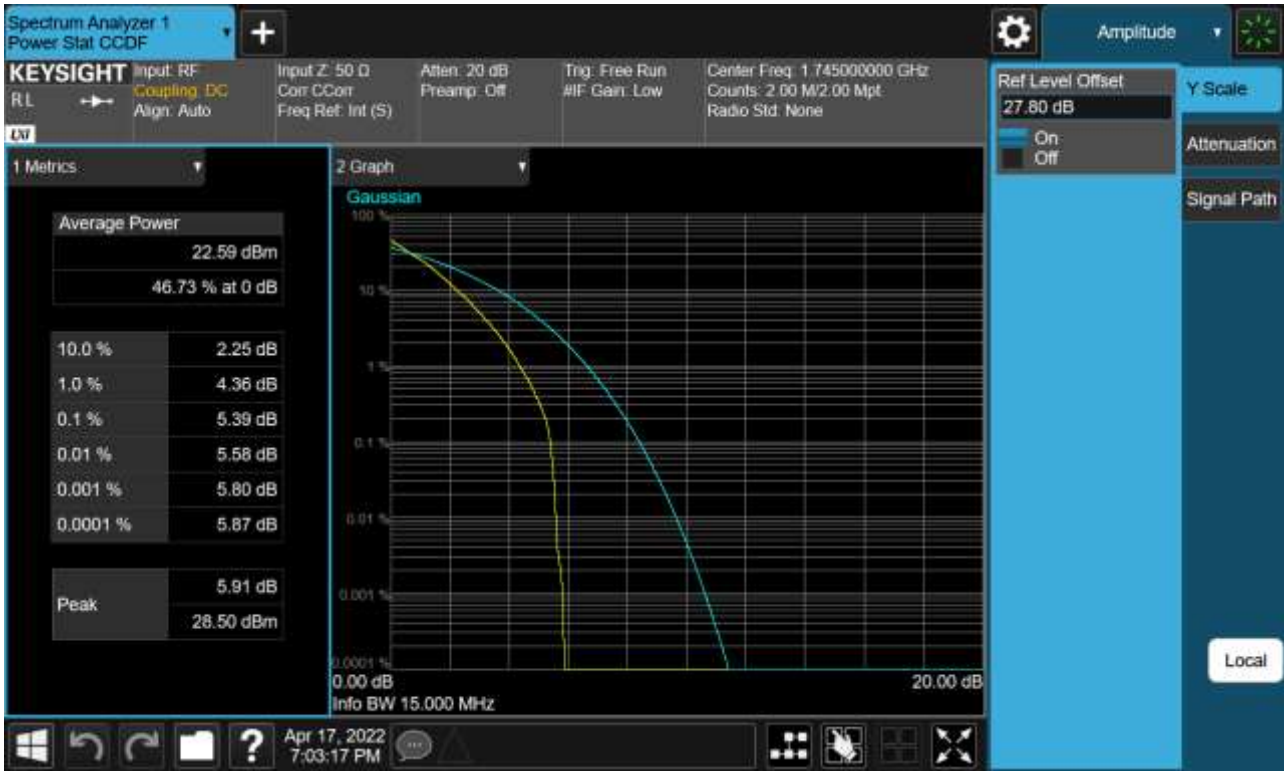 Spectrum Analyzer 1
Power Stat CCDF
+
Amplitude
KEYSIGHT
RL
LXI
Input: RF
Coupling: DC
Align: Auto
Input Z: 50 Ω
Corr CCorr
Freq Ref: Int (S)
Atten: 20 dB
Preamp: Off
Trig: Free Run
#IF Gain: Low
Center Freq: 1.745000000 GHz
Counts: 2.00 M/2.00 Mpt
Radio Std: None
Ref Level Offset
27.80 dB
On
Off
Y Scale
Attenuation
Signal Path
1 Metrics
Average Power
22.59 dBm
46.73 % at 0 dB
10.0 % 2.25 dB
1.0 % 4.36 dB
0.1 % 5.39 dB
0.01 % 5.58 dB
0.001 % 5.80 dB
0.0001 % 5.87 dB
Peak
5.91 dB
28.50 dBm
2 Graph
Gaussian
100 %
10 %
1 %
0.1 %
0.01 %
0.001 %
0.0001 %
0.00 dB 20.00 dB
Info BW 15.000 MHz
Local
?
Apr 17, 2022
7:03:17 PM